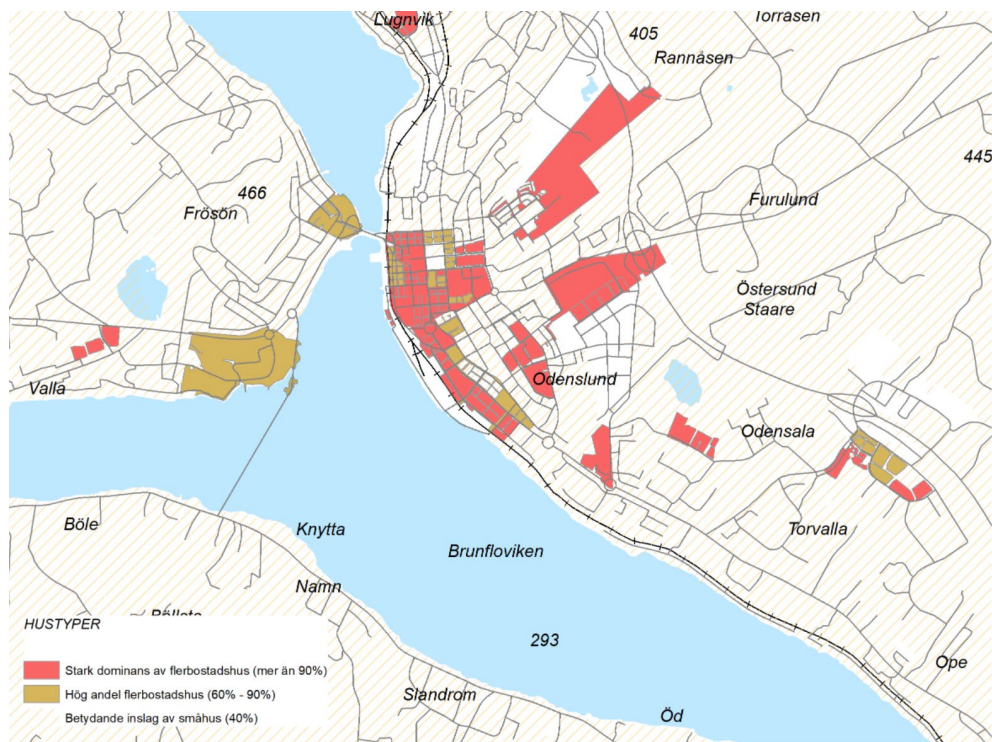 Lugnvik
Torråsen
405
Rannåsen
445
466
Frösön
Furulund
Östersund
Staare
Valla
Odenslund
Odensala
Böle
Knytta
Torvalla
Brunfloviken
Namn
HUSTYPER
293
Stark dominans av flerbostadshus (mer än 90%)
Ope
Hög andel flerbostadshus (60% - 90%)
Slandrom
Betydande inslag av småhus (40%)
Öd